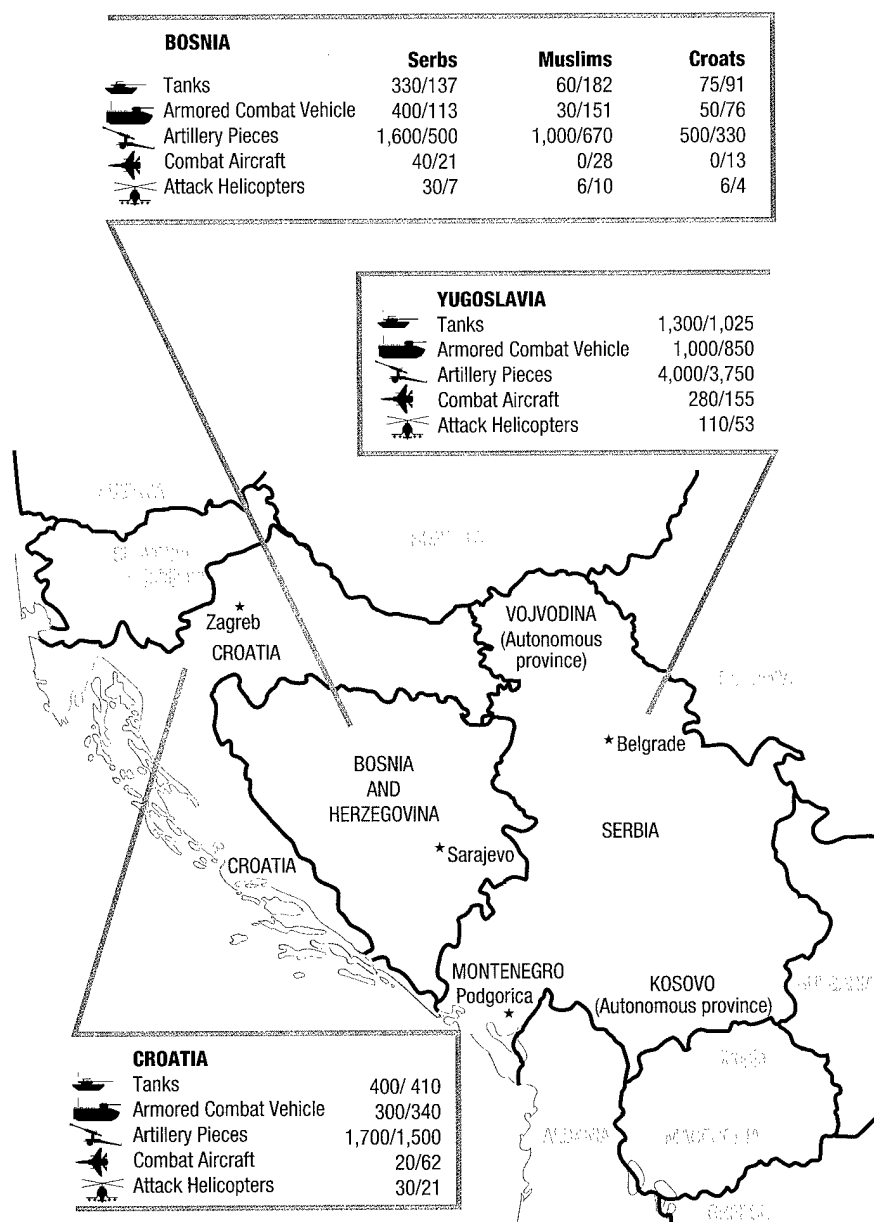 BOSNIA
Serbs Muslims Croats
Tanks 330/137 60/182 75/91
Armored Combat Vehicle 400/113 30/151 50/76
Artillery Pieces 1,600/500 1,000/670 500/330
Combat Aircraft 40/21 0/28 0/13
Attack Helicopters 30/7 6/10 6/4
YUGOSLAVIA
Tanks 1,300/1,025
Armored Combat Vehicle 1,000/850
Artillery Pieces 4,000/3,750
Combat Aircraft 280/155
Attack Helicopters 110/53
Zagreb
CROATIA
VOJVODINA
(Autonomous
province)
Belgrade
BOSNIA
AND
HERZEGOVINA
SERBIA
Sarajevo
CROATIA
MONTENEGRO
Podgorica
KOSOVO
(Autonomous province)
CROATIA
Tanks 400/ 410
Armored Combat Vehicle 300/340
Artillery Pieces 1,700/1,500
Combat Aircraft 20/62
Attack Helicopters 30/21